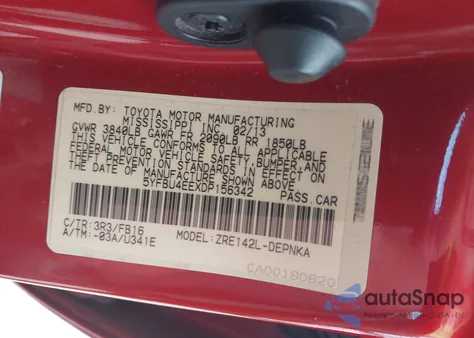 MFD. BY: TOYOTA MOTOR MANUFACTURING
MISSISSIPPI INC. 02/13
GVWR 3840LB GAWR FR 2090LB RR 1850LB
THIS VEHICLE CONFORMS TO ALL APPLICABLE
FEDERAL MOTOR VEHICLE SAFETY, BUMPER, AND
THEFT PREVENTION STANDARDS IN EFFECT ON
THE DATE OF MANUFACTURE SHOWN ABOVE.
5YFBU4EEXDP156342 PASS.CAR
C/TR:3R3/FB16 MODEL:ZRE142L-DEPNKA
A/TM:-03A/U341E
CA00180820
autoSnap